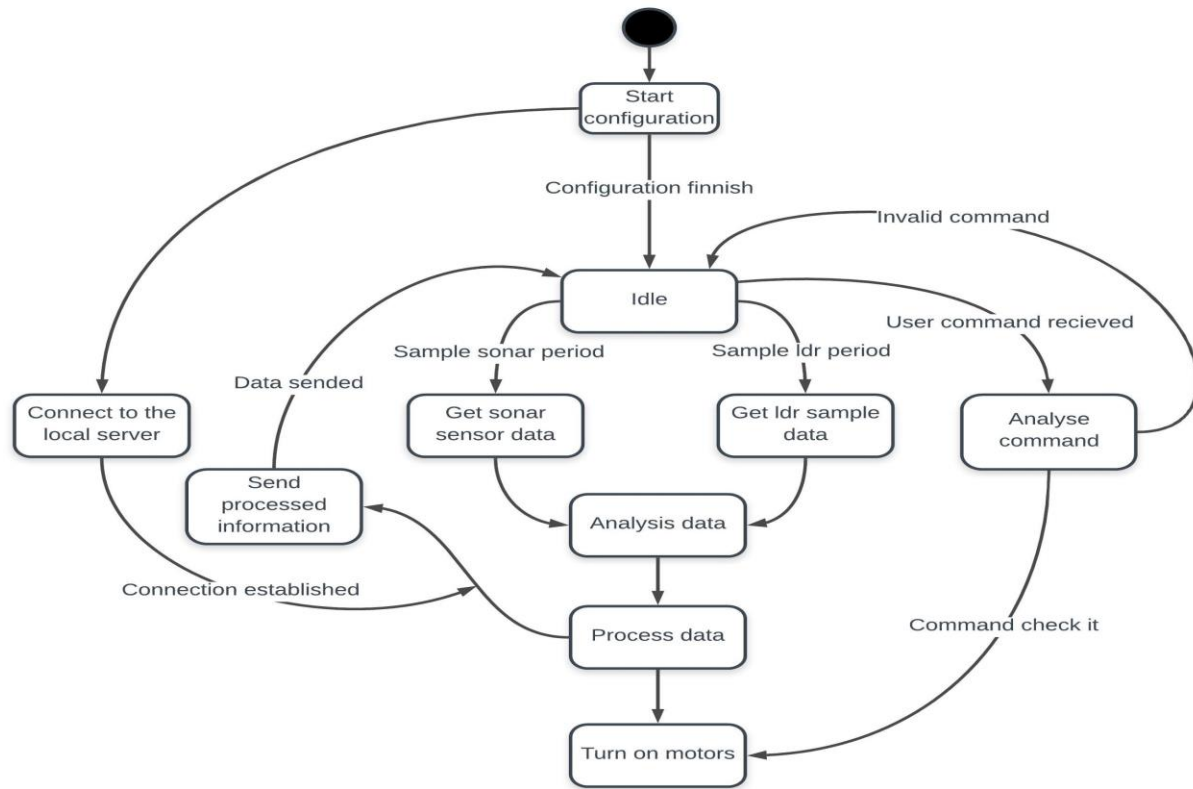 Start
configuration
Configuration finnish
Invalid command
Idle
User command recieved
Sample sonar period
Sample ldr period
Data sended
Connect to the
local server
Get sonar
sensor data
Get ldr sample
data
Analyse
command
Send
processed
information
Analysis data
Connection established
Process data
Command check it
Turn on motors